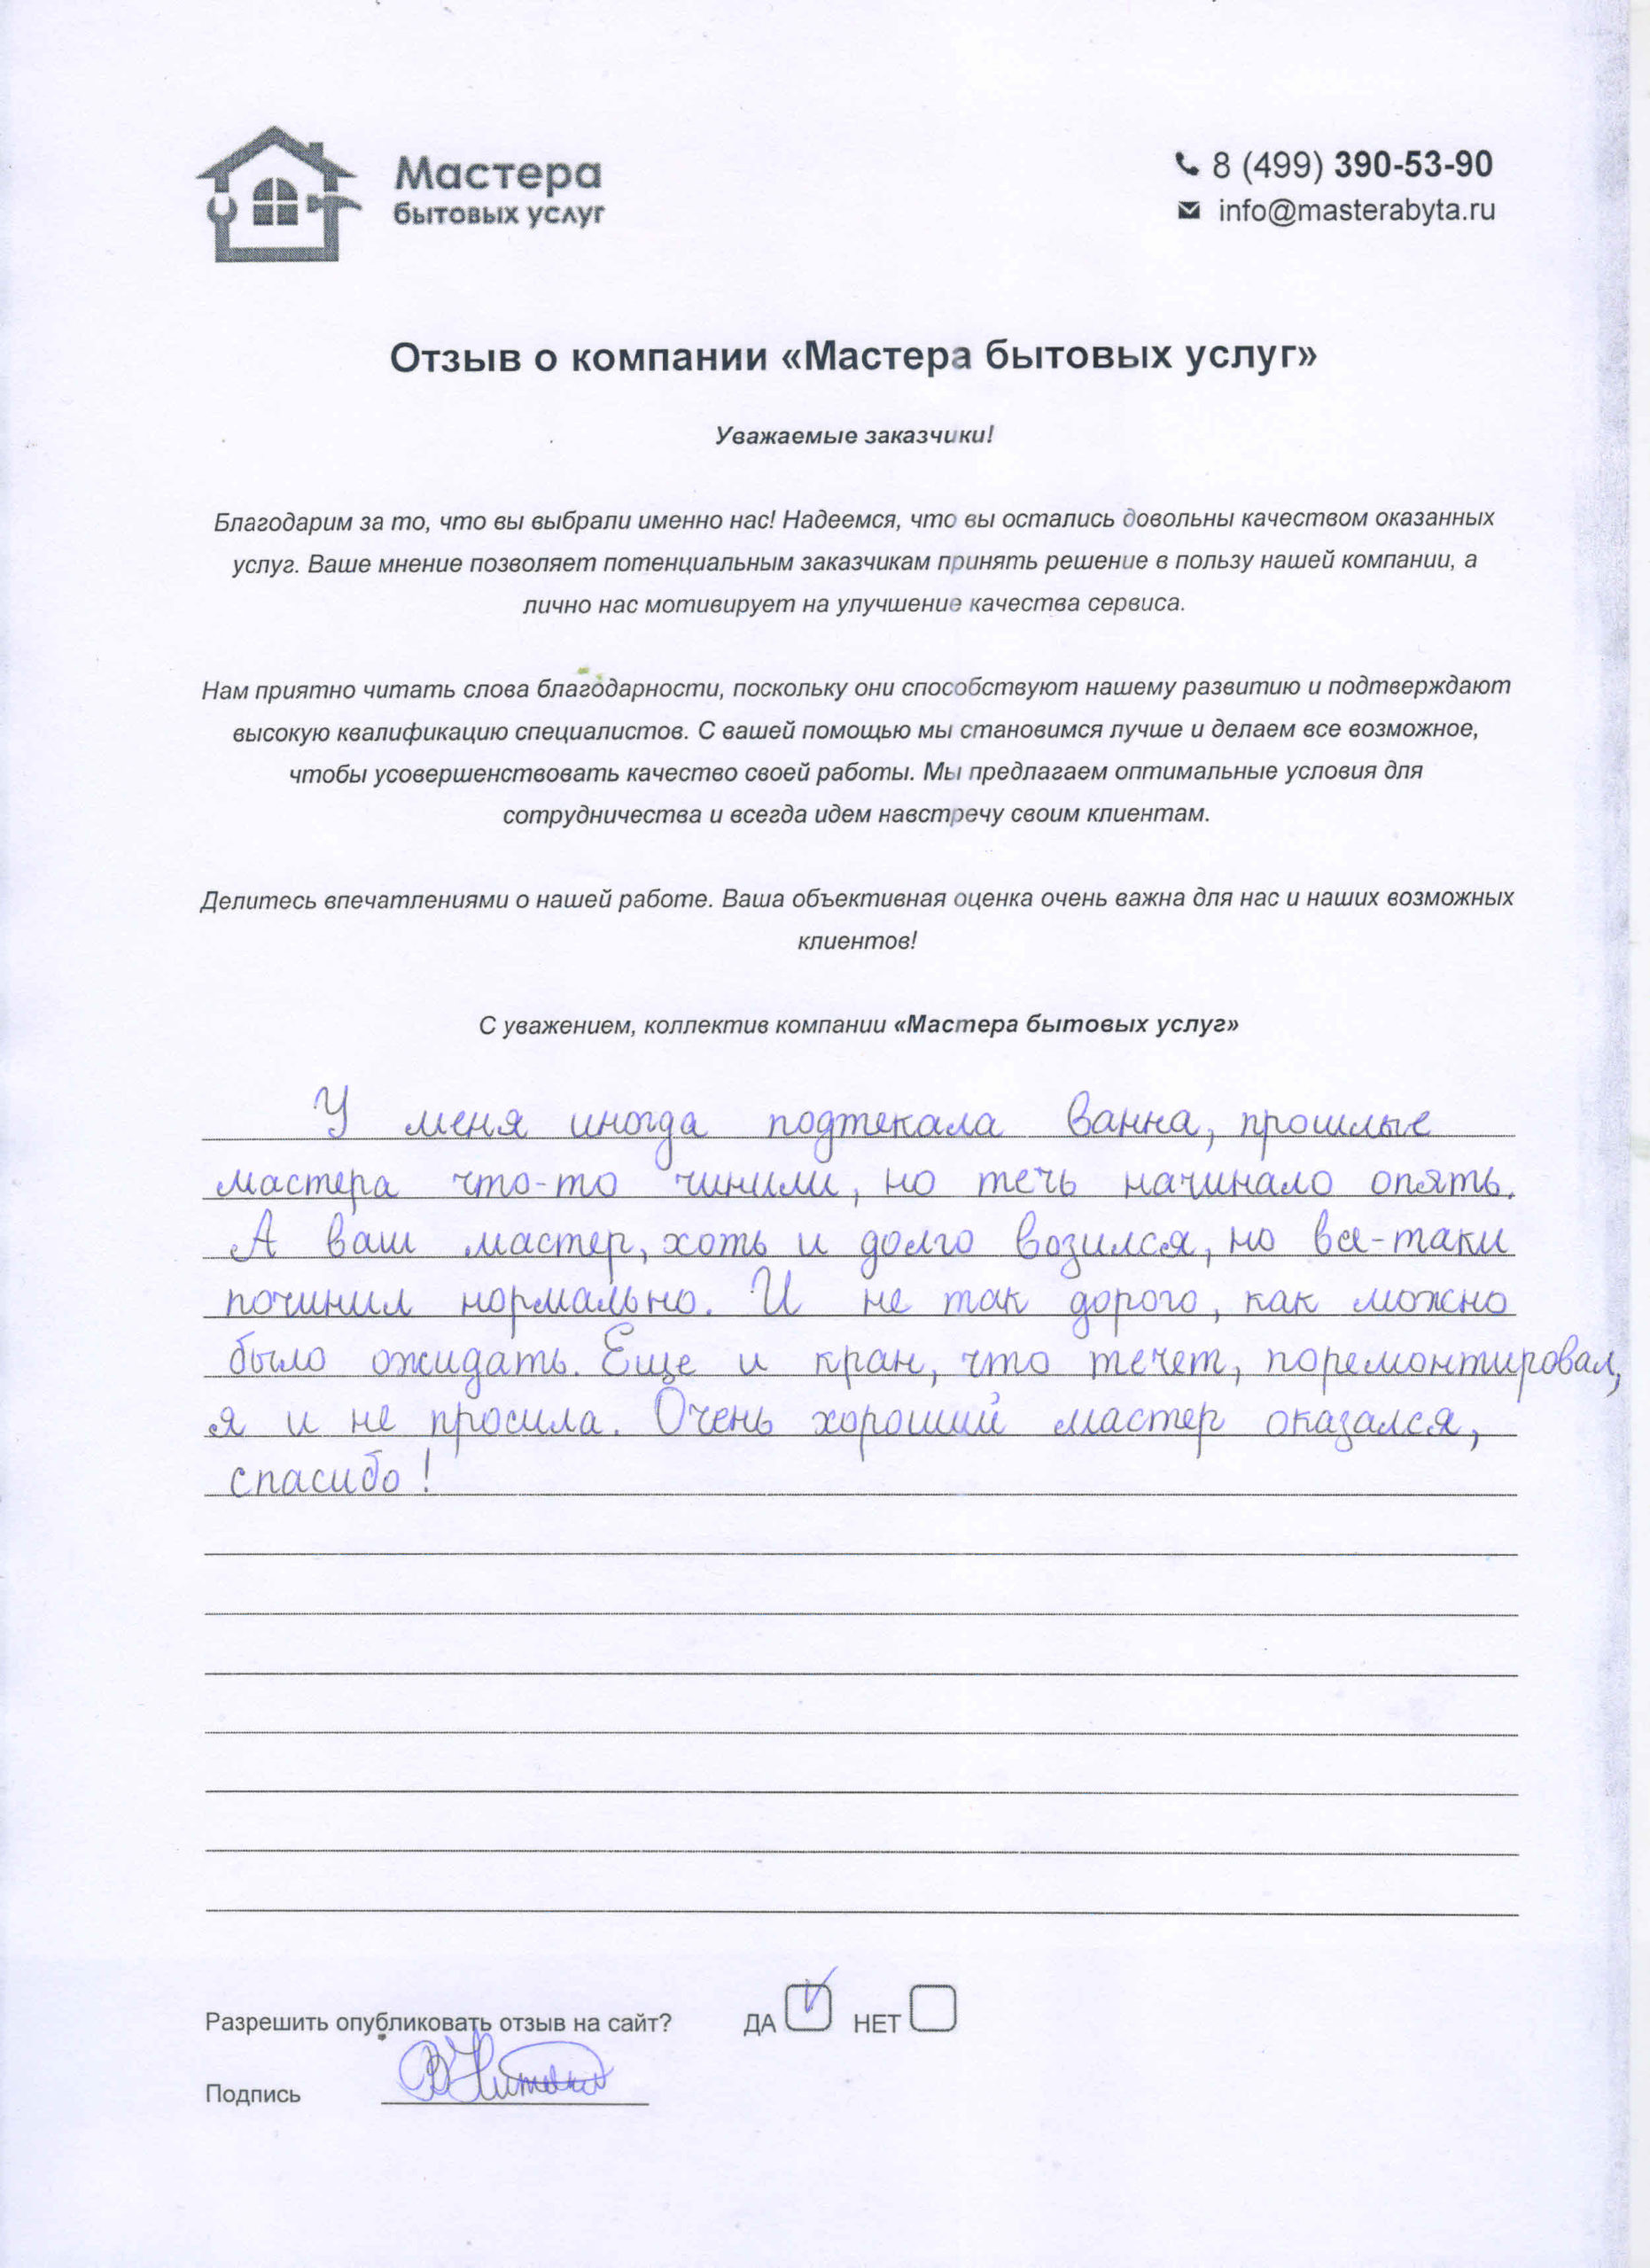 Мастера
бытовых услуг
8 (499) 390-53-90
info@masterabyta.ru
Отзыв о компании «Мастера бытовых услуг»
Уважаемые заказчики!
Благодарим за то, что вы выбрали именно нас! Надеемся, что вы остались довольны качеством оказанных
услуг. Ваше мнение позволяет потенциальным заказчикам принять решение в пользу нашей компании, а
лично нас мотивирует на улучшение качества сервиса.
Нам приятно читать слова благодарности, поскольку они способствуют нашему развитию и подтверждают
высокую квалификацию специалистов. С вашей помощью мы становимся лучше и делаем все возможное,
чтобы усовершенствовать качество своей работы. Мы предлагаем оптимальные условия для
сотрудничества и всегда идем навстречу своим клиентам.
Делитесь впечатлениями о нашей работе. Ваша объективная оценка очень важна для нас и наших возможных
клиентов!
С уважением, коллектив компании «Мастера бытовых услуг»
У меня иногда подтекала ванна, прошлые
мастера что-то чинили, но течь начинало опять.
А ваш мастер, хоть и долго возился, но все-таки
починил нормально. И не так дорого, как можно
было ожидать. Еще и кран, что течет, поремонтировал,
я и не просила. Очень хороший мастер оказался,
спасибо!
Разрешить опубликовать отзыв на сайт? ДА НЕТ
Подпись